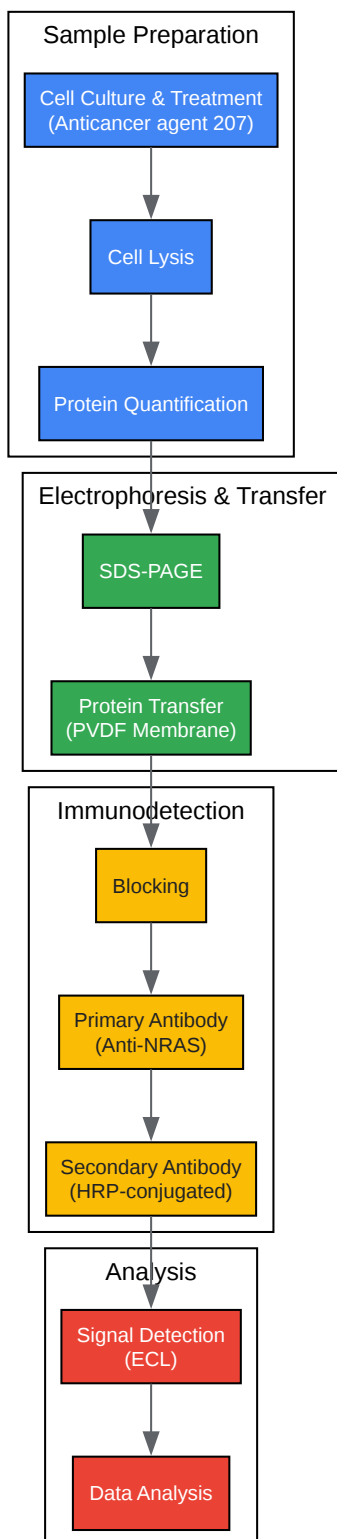 Sample Preparation
Cell Culture & Treatment
(Anticancer agent 207)
Cell Lysis
Protein Quantification
Electrophoresis & Transfer
SDS-PAGE
Protein Transfer
(PVDF Membrane)
Immunodetection
Blocking
Primary Antibody
(Anti-NRAS)
Secondary Antibody
(HRP-conjugated)
Analysis
Signal Detection
(ECL)
Data Analysis